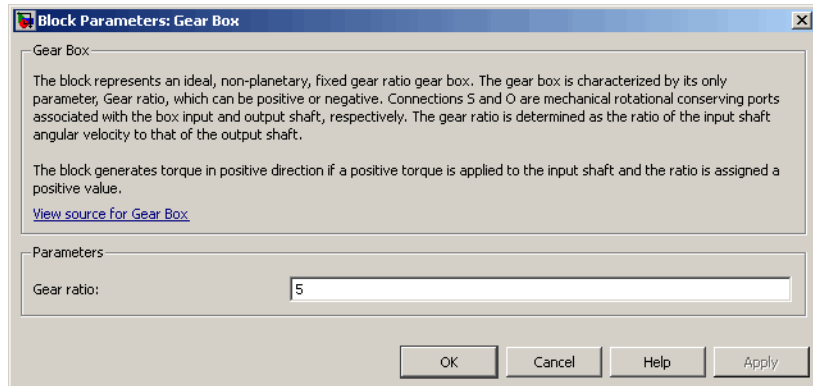 Block Parameters: Gear Box
Gear Box
The block represents an ideal, non-planetary, fixed gear ratio gear box. The gear box is characterized by its only
parameter, Gear ratio, which can be positive or negative. Connections S and O are mechanical rotational conserving ports
associated with the box input and output shaft, respectively. The gear ratio is determined as the ratio of the input shaft
angular velocity to that of the output shaft.
The block generates torque in positive direction if a positive torque is applied to the input shaft and the ratio is assigned a
positive value.
View source for Gear Box
Parameters
Gear ratio: 5
OK Cancel Help Apply